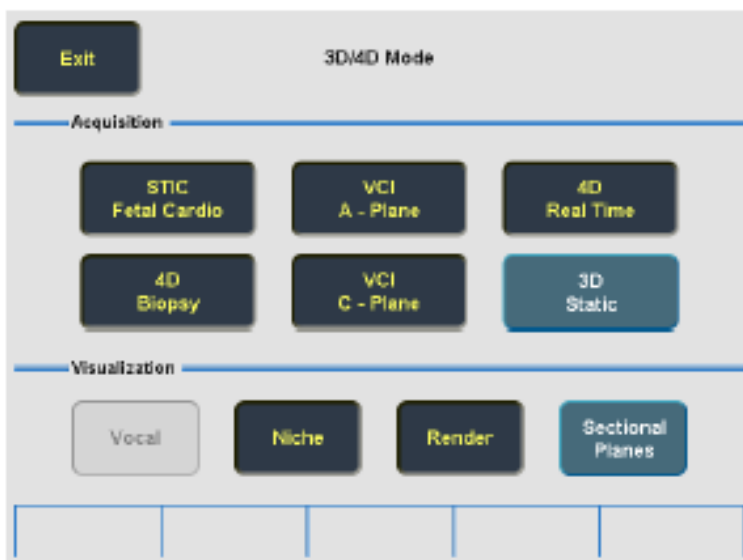 Exit
3D/4D Mode
Acquisition
STIC
Fetal Cardio
VCI
A - Plane
4D
Real Time
4D
Biopsy
VCI
C - Plane
3D
Static
Visualization
Vocal
Niche
Render
Sectional
Planes